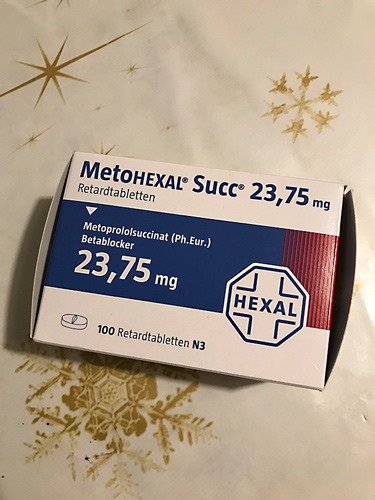 MetoHEXAL® Succ® 23,75 mg
Retardtabletten
Metoprololsuccinat (Ph.Eur.)
Betablocker
23,75 mg
HEXAL
100 Retardtabletten N3